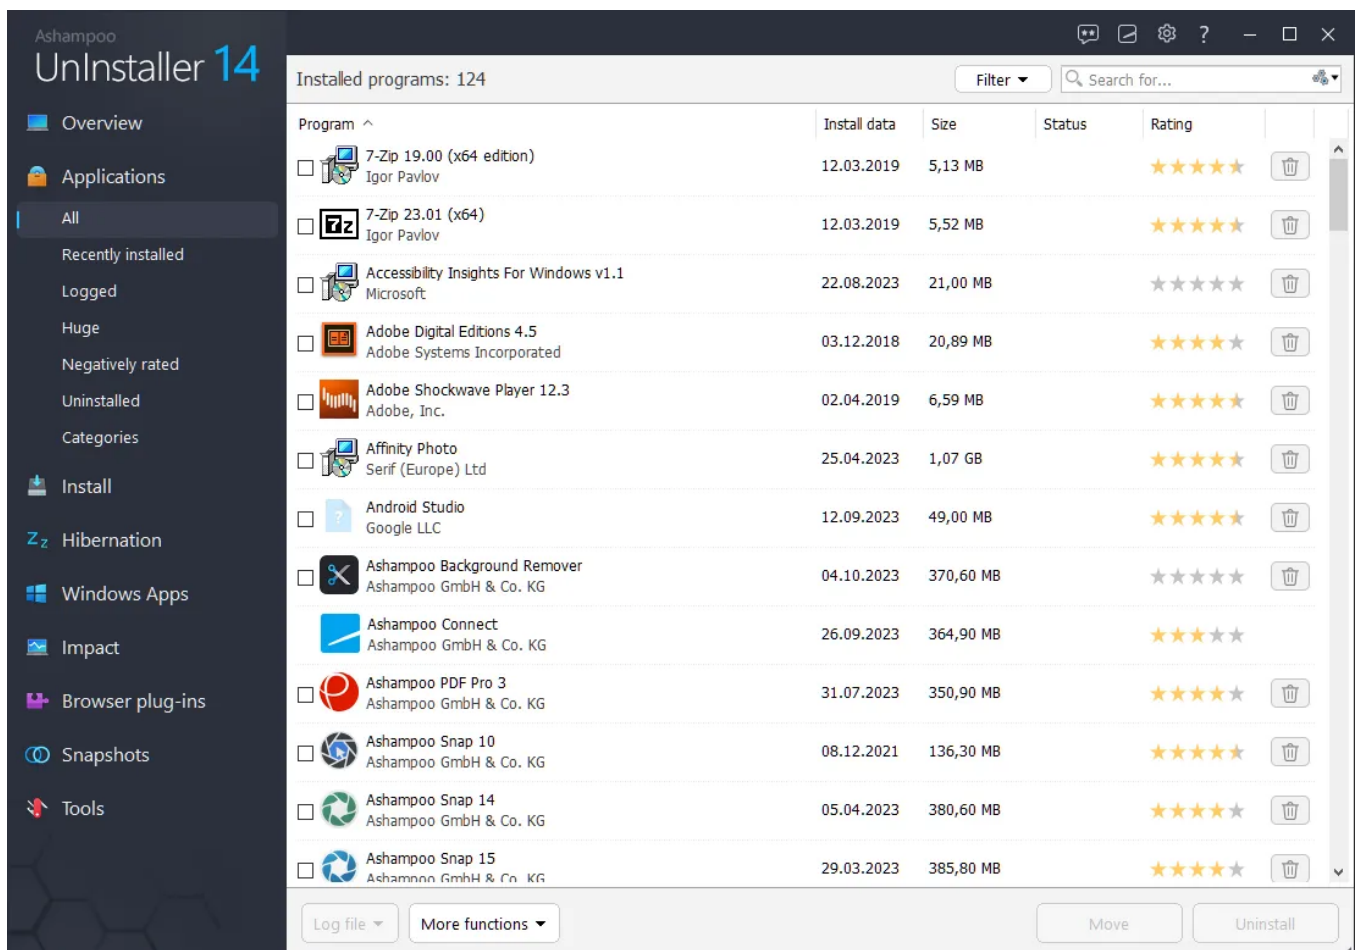 Ashampoo
UnInstaller 14
Overview
Applications
All
Recently installed
Logged
Huge
Negatively rated
Uninstalled
Categories
Install
Hibernation
Windows Apps
Impact
Browser plug-ins
Snapshots
Tools
Installed programs: 124
Filter
Search for...
Program Install data Size Status Rating
7-Zip 19.00 (x64 edition)
Igor Pavlov
12.03.2019 5,13 MB
7-Zip 23.01 (x64)
Igor Pavlov
12.03.2019 5,52 MB
Accessibility Insights For Windows v1.1
Microsoft
22.08.2023 21,00 MB
Adobe Digital Editions 4.5
Adobe Systems Incorporated
03.12.2018 20,89 MB
Adobe Shockwave Player 12.3
Adobe, Inc.
02.04.2019 6,59 MB
Affinity Photo
Serif (Europe) Ltd
25.04.2023 1,07 GB
Android Studio
Google LLC
12.09.2023 49,00 MB
Ashampoo Background Remover
Ashampoo GmbH & Co. KG
04.10.2023 370,60 MB
Ashampoo Connect
Ashampoo GmbH & Co. KG
26.09.2023 364,90 MB
Ashampoo PDF Pro 3
Ashampoo GmbH & Co. KG
31.07.2023 350,90 MB
Ashampoo Snap 10
Ashampoo GmbH & Co. KG
08.12.2021 136,30 MB
Ashampoo Snap 14
Ashampoo GmbH & Co. KG
05.04.2023 380,60 MB
Ashampoo Snap 15
Ashampoo GmbH & Co. KG
29.03.2023 385,80 MB
Log file
More functions
Move
Uninstall